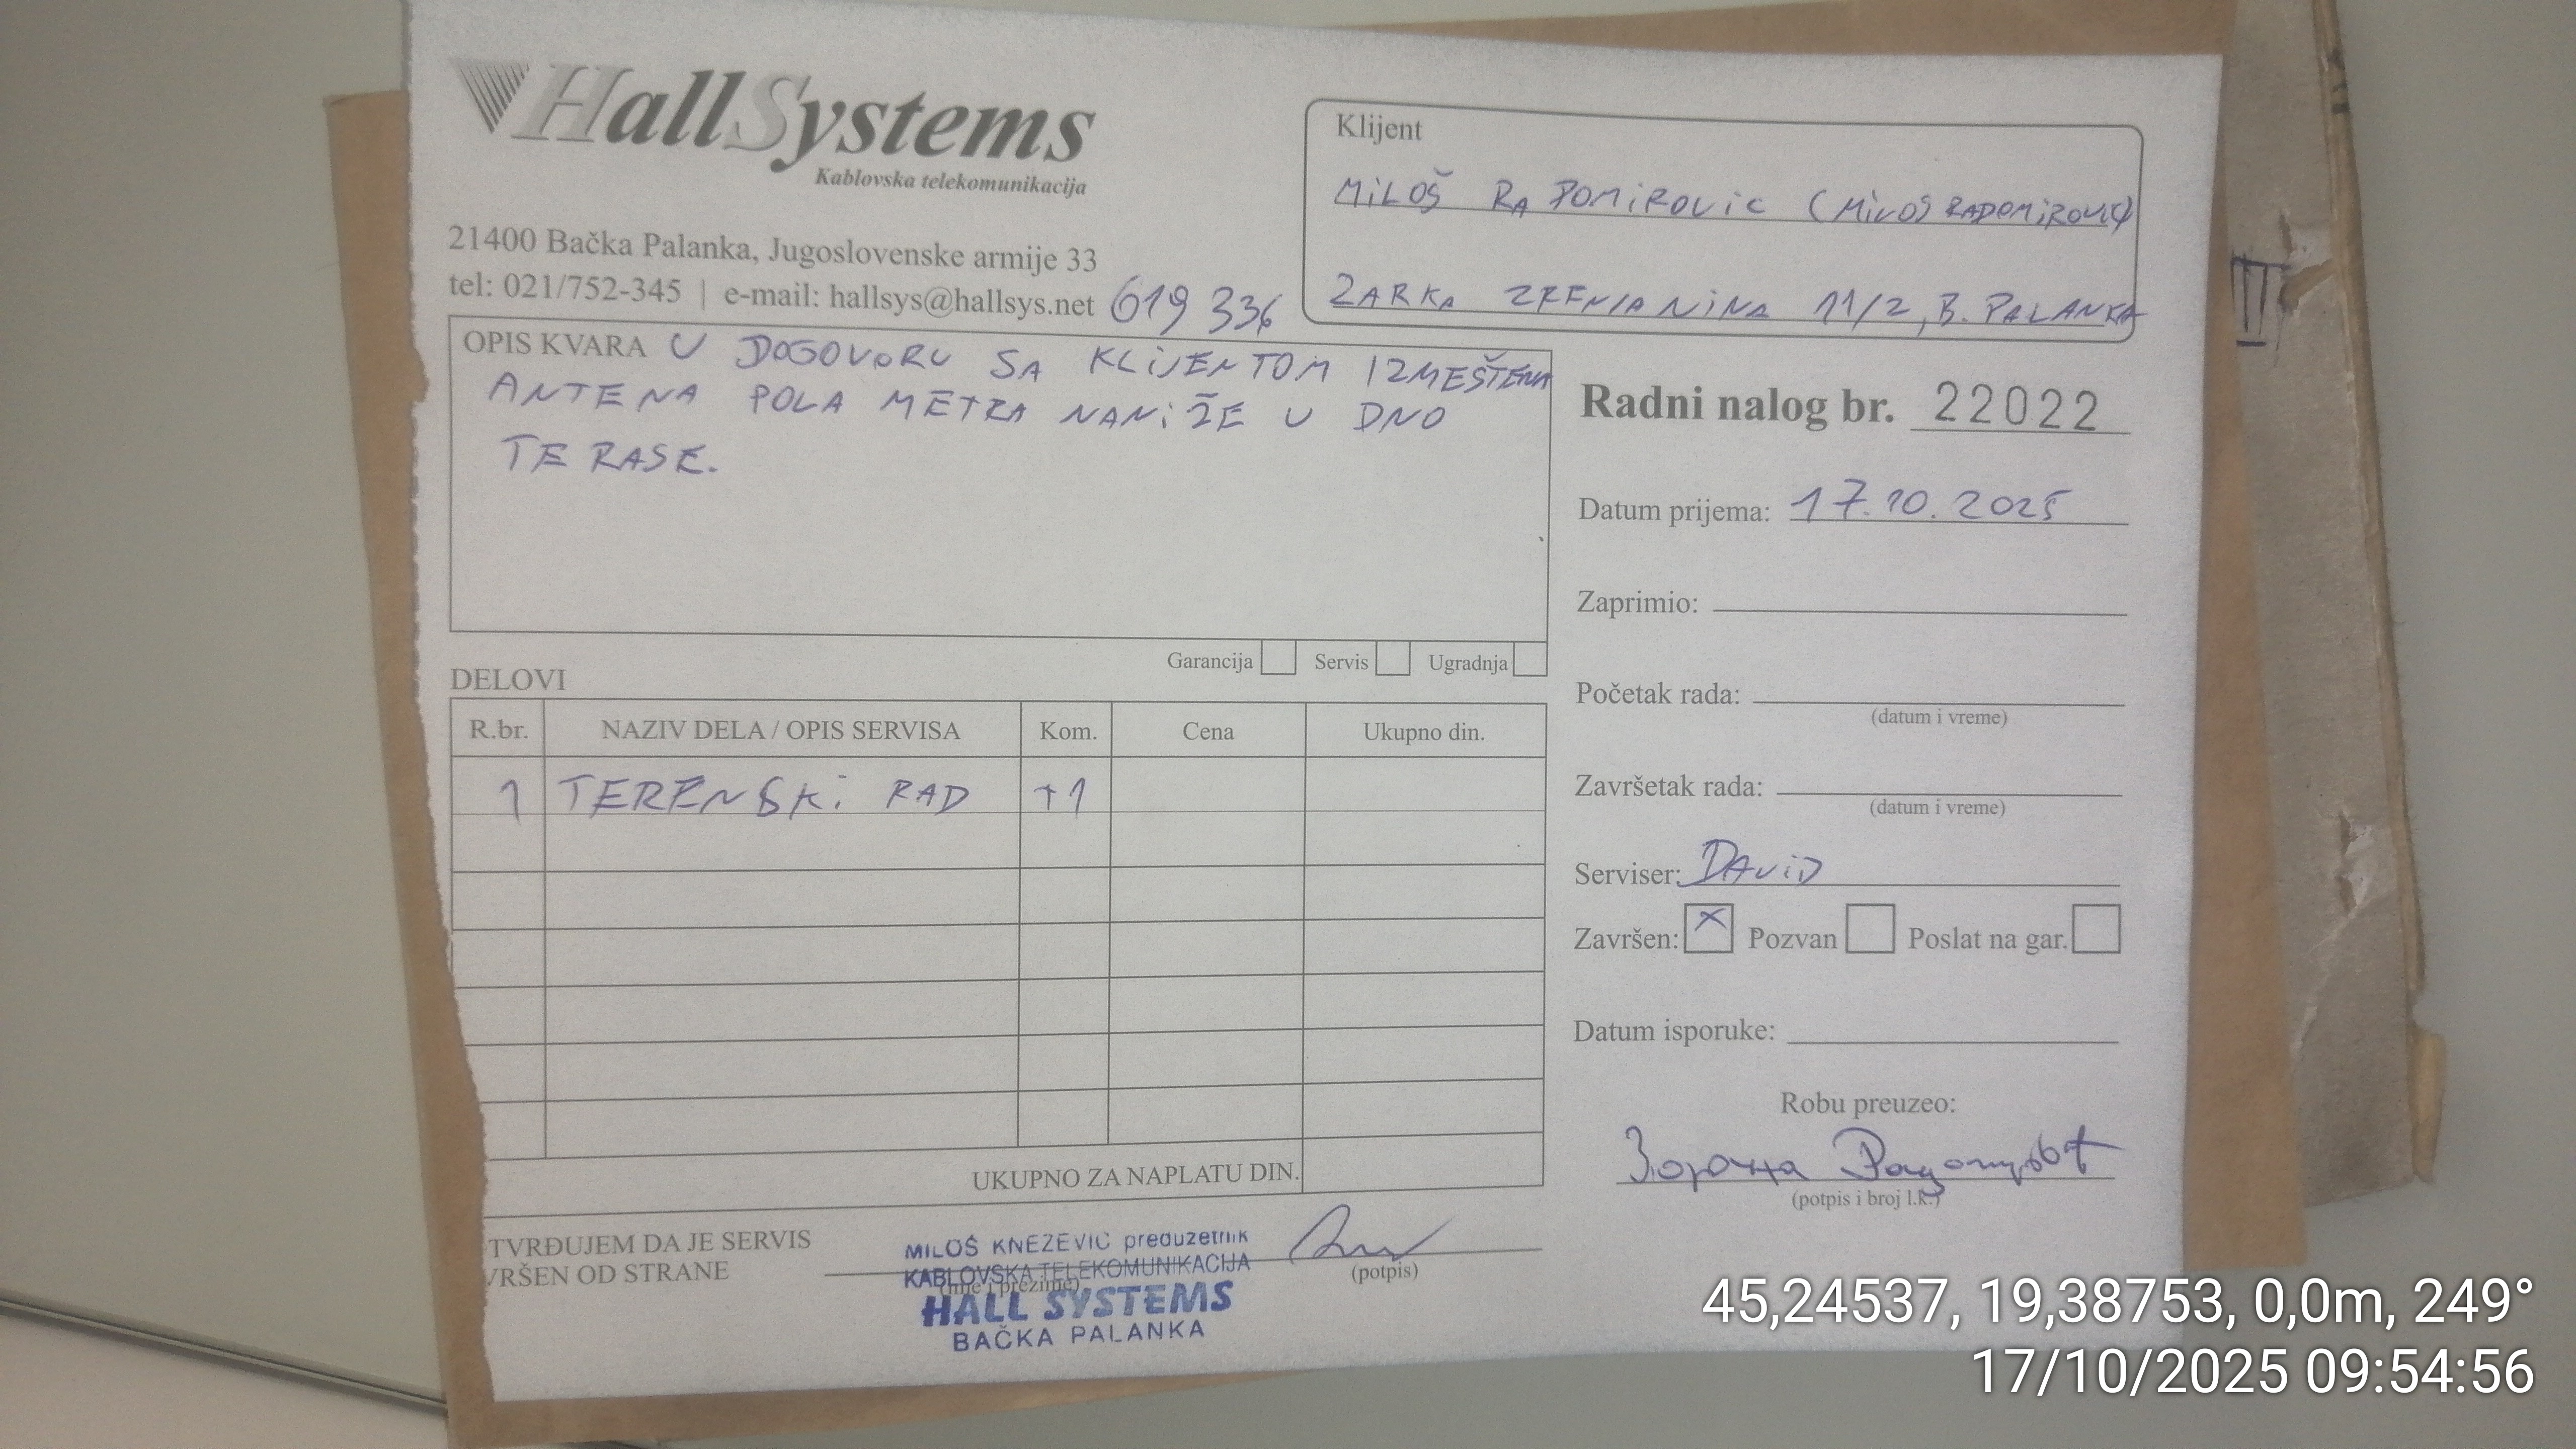 HallSystems
Kablovska telekomunikacija
21400 Bačka Palanka, Jugoslovenske armije 33
tel: 021/752-345 | e-mail: hallsys@hallsys.net
619 336
Klijent
MILOŠ RADOMIROVIC (MILOŠ RADOMIROVIĆ)
ZARKA ZRENJANINA 11/2, B. PALANKA
OPIS KVARA U DOGOVORU SA KLIJENTOM IZMEŠTENA
ANTENA POLA METRA NANIŽE U DNO
TERASE.
Garancija Servis Ugradnja
Radni nalog br. 22022
Datum prijema: 17.10.2025
Zaprimio:
Početak rada:
(datum i vreme)
Završetak rada:
(datum i vreme)
Serviser: DAVID
Završen: X Pozvan Poslat na gar.
Datum isporuke:
Robu preuzeo:
(potpis i broj l.k.)
DELOVI
R.br. NAZIV DELA / OPIS SERVISA Kom. Cena Ukupno din.
1 TERENSKI RAD +1
UKUPNO ZA NAPLATU DIN.
TVRĐUJEM DA JE SERVIS
VRŠEN OD STRANE
(ime i prezime)
(potpis)
MILOŠ KNEZEVIC preduzetnik
KABLOVSKA TELEKOMUNIKACIJA
HALL SYSTEMS
BAČKA PALANKA
45,24537, 19,38753, 0,0m, 249°
17/10/2025 09:54:56